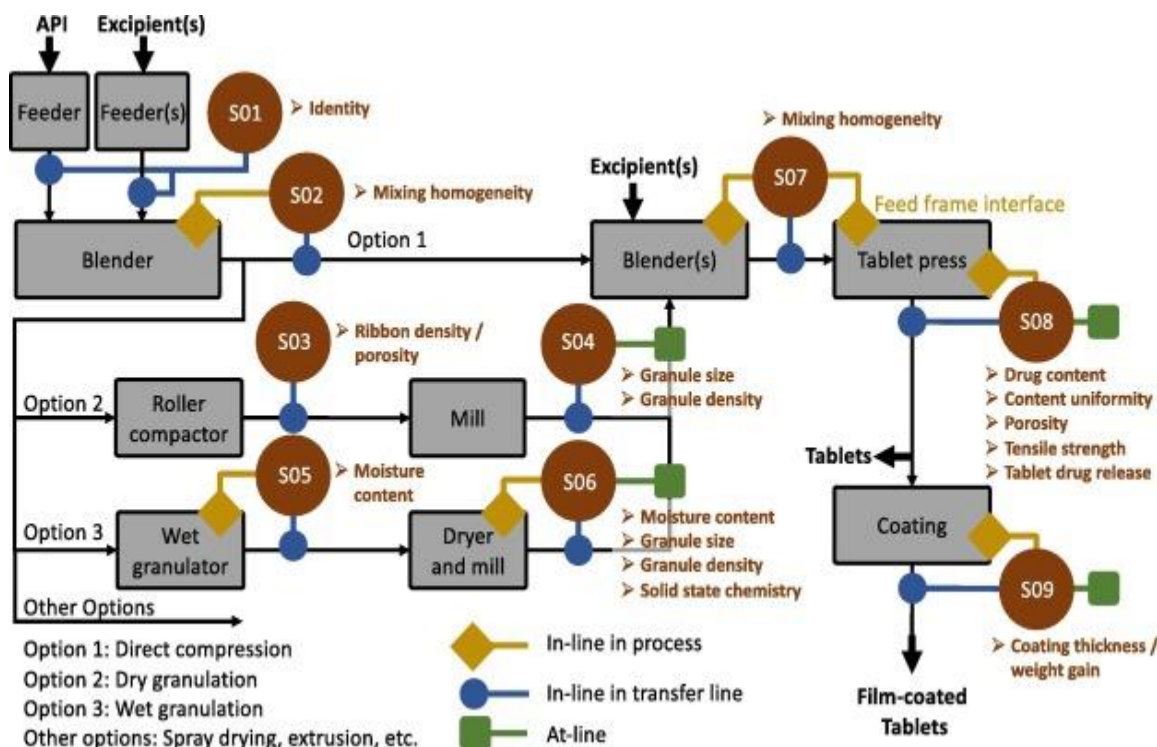 API
Excipient(s)
Feeder
Feeder(s)
S01
➢ Identity
S02
➢ Mixing homogeneity
Blender
Option 1
Excipient(s)
Blender(s)
S07
➢ Mixing homogeneity
Feed frame interface
Tablet press
S08
➢ Drug content
➢ Content uniformity
➢ Porosity
➢ Tensile strength
➢ Tablet drug release
S03
➢ Ribbon density /
porosity
S04
➢ Granule size
➢ Granule density
Option 2
Roller
compactor
Mill
S05
➢ Moisture
content
S06
➢ Moisture content
➢ Granule size
➢ Granule density
➢ Solid state chemistry
Option 3
Wet
granulator
Dryer
and mill
Tablets
Coating
S09
➢ Coating thickness /
weight gain
Film-coated
Tablets
Other Options
Option 1: Direct compression
Option 2: Dry granulation
Option 3: Wet granulation
Other options: Spray drying, extrusion, etc.
In-line in process
In-line in transfer line
At-line